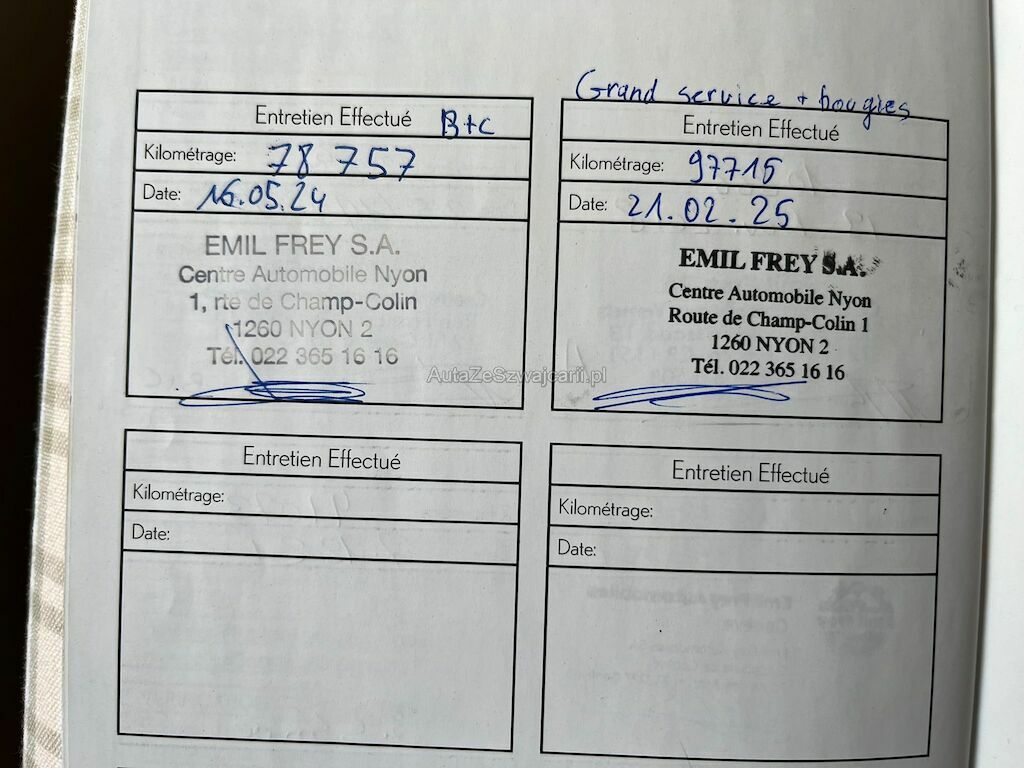 Entretien Effectué B+C
Kilométrage: 78 757
Date: 16.05.24
EMIL FREY S.A.
Centre Automobile Nyon
1, rte de Champ-Colin
1260 NYON 2
Tél. 022 365 16 16
Grand service + bougies
Entretien Effectué
Kilométrage: 97715
Date: 21.02.25
EMIL FREY S.A.
Centre Automobile Nyon
Route de Champ-Colin 1
1260 NYON 2
Tél. 022 365 16 16
AutaZeSzwajcarii.pl
Entretien Effectué
Kilométrage:
Date:
Entretien Effectué
Kilométrage:
Date: